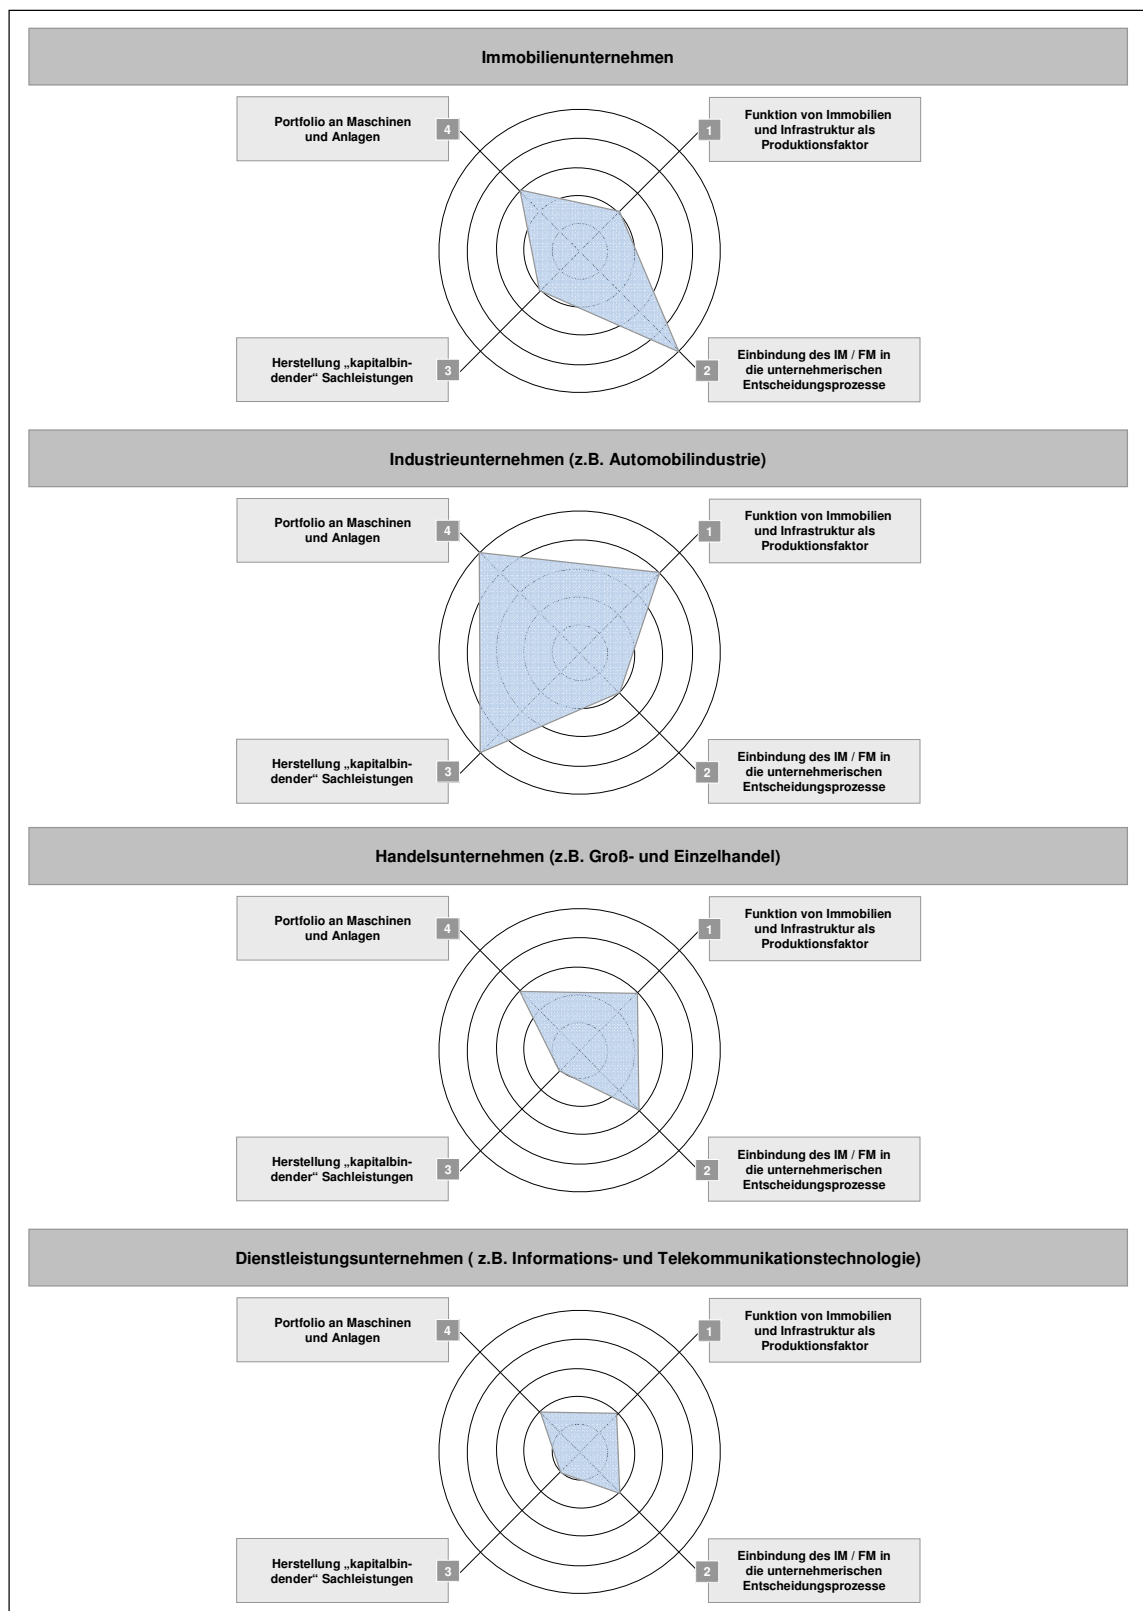 Immobilienunternehmen
Portfolio an Maschinen
und Anlagen
4
1
Funktion von Immobilien
und Infrastruktur als
Produktionsfaktor
Herstellung „kapitalbin-
dender“ Sachleistungen
3
2
Einbindung des IM / FM in
die unternehmerischen
Entscheidungsprozesse
Industrieunternehmen (z.B. Automobilindustrie)
Portfolio an Maschinen
und Anlagen
4
1
Funktion von Immobilien
und Infrastruktur als
Produktionsfaktor
Herstellung „kapitalbin-
dender“ Sachleistungen
3
2
Einbindung des IM / FM in
die unternehmerischen
Entscheidungsprozesse
Handelsunternehmen (z.B. Groß- und Einzelhandel)
Portfolio an Maschinen
und Anlagen
4
1
Funktion von Immobilien
und Infrastruktur als
Produktionsfaktor
Herstellung „kapitalbin-
dender“ Sachleistungen
3
2
Einbindung des IM / FM in
die unternehmerischen
Entscheidungsprozesse
Dienstleistungsunternehmen ( z.B. Informations- und Telekommunikationstechnologie)
Portfolio an Maschinen
und Anlagen
4
1
Funktion von Immobilien
und Infrastruktur als
Produktionsfaktor
Herstellung „kapitalbin-
dender“ Sachleistungen
3
2
Einbindung des IM / FM in
die unternehmerischen
Entscheidungsprozesse